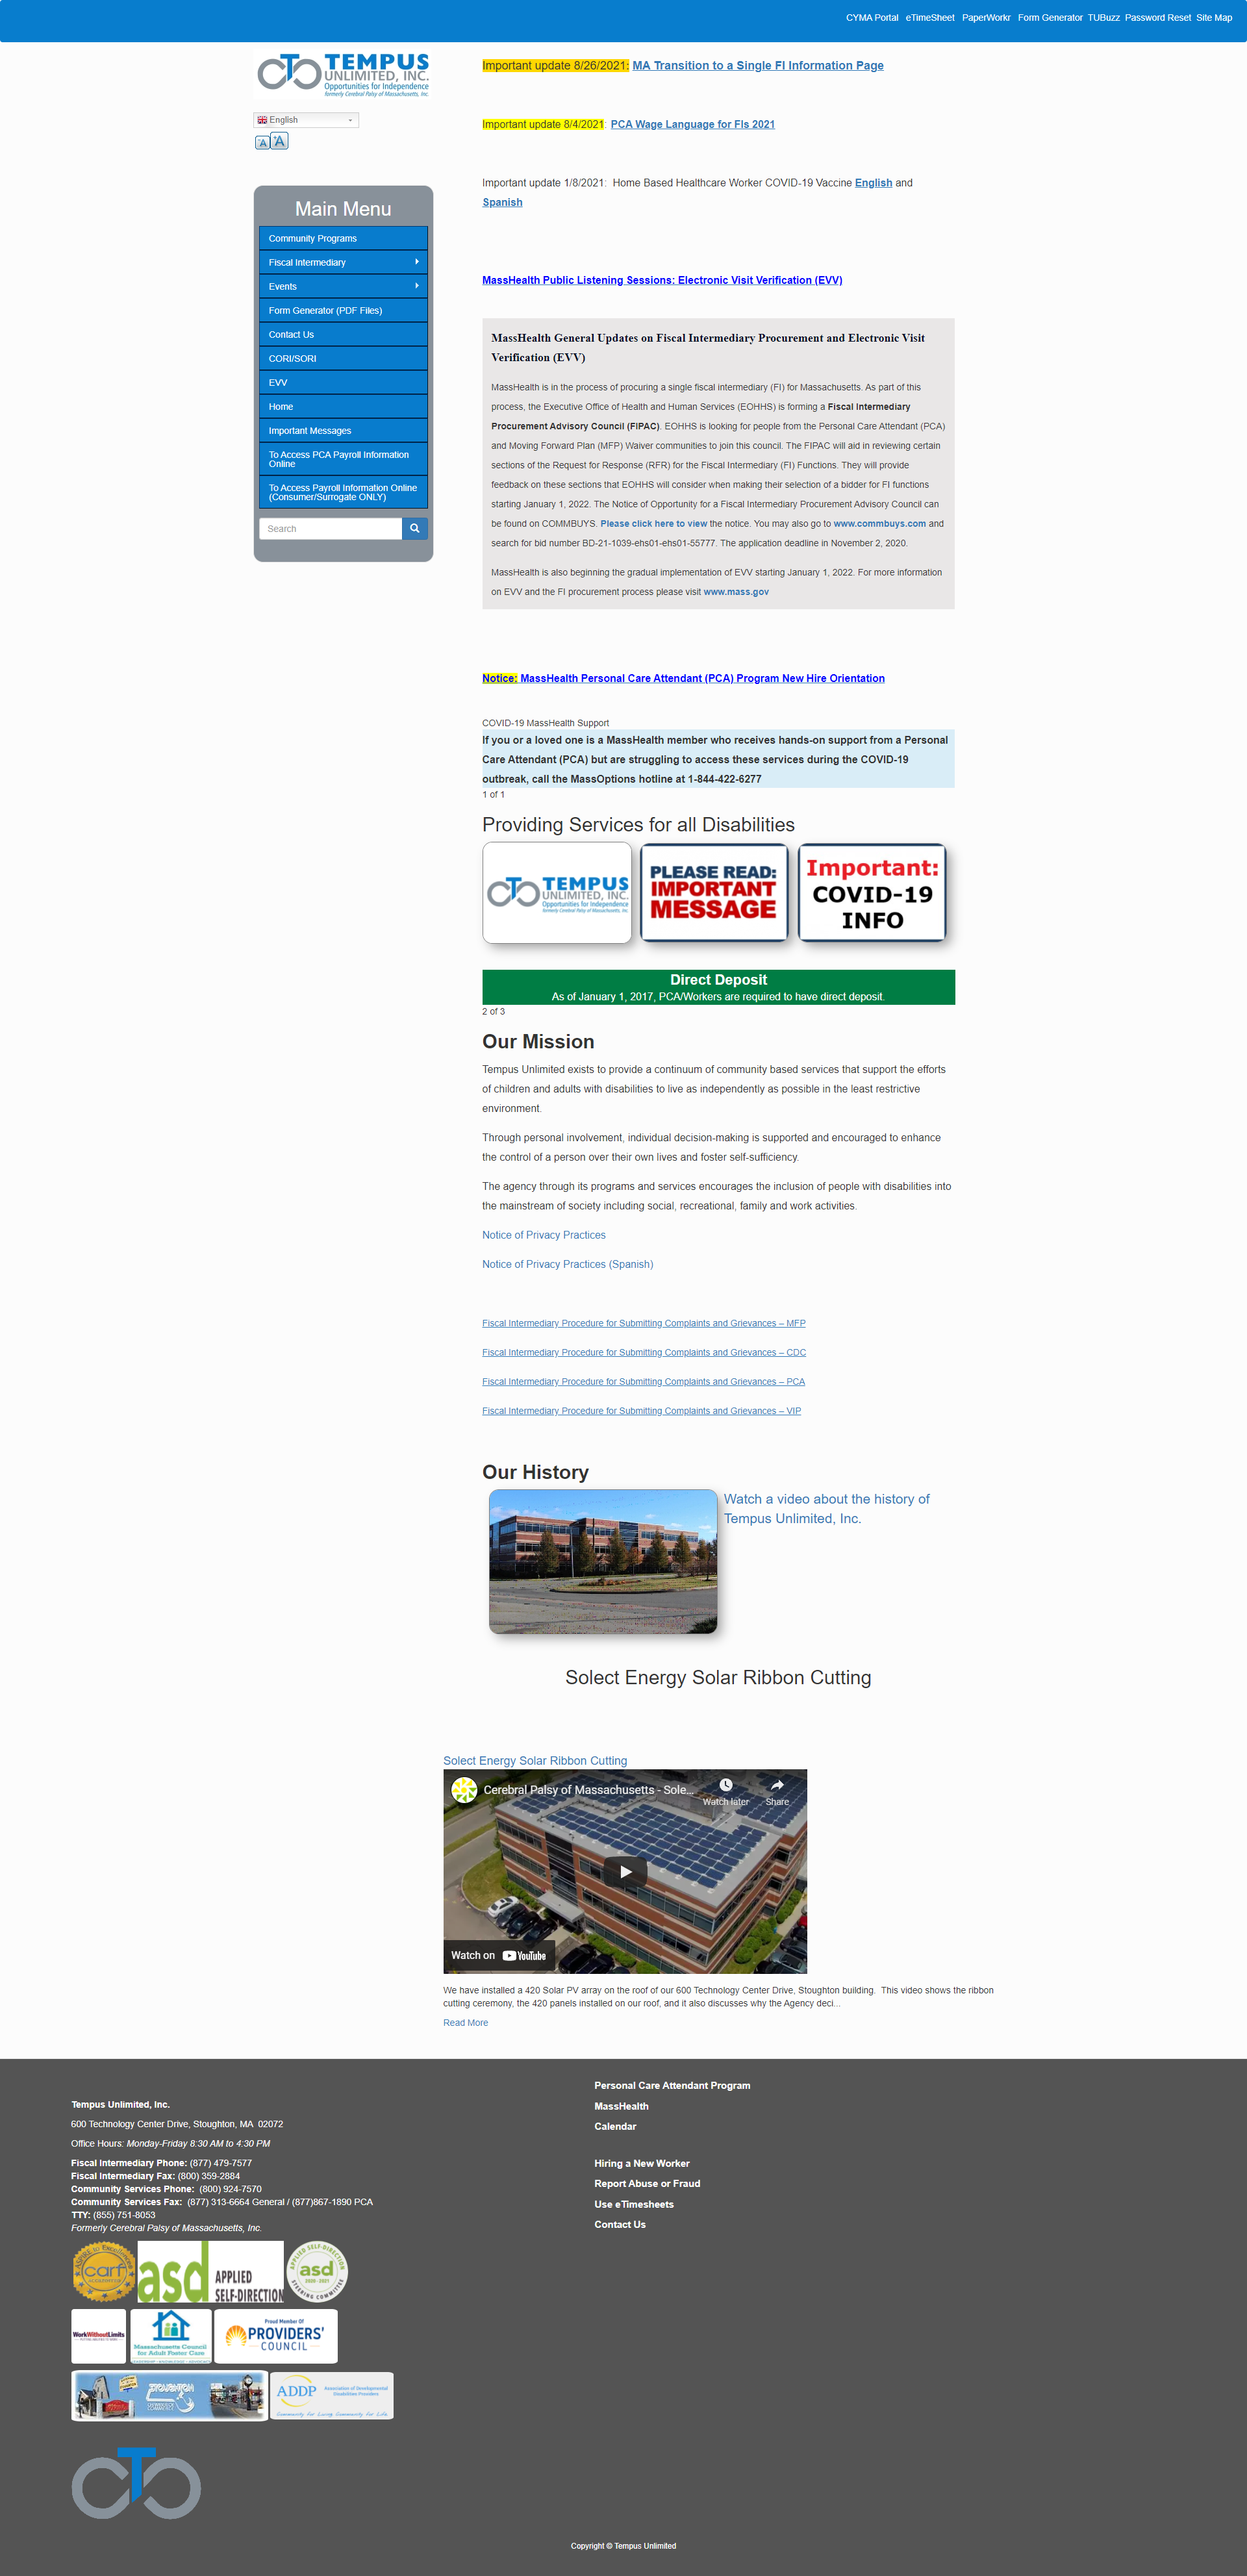 CYMA Portal eTimeSheet PaperWorkr Form Generator TUBuzz Password Reset Site Map
TEMPUS
UNLIMITED, INC.
Opportunities for Independence
formerly Cerebral Palsy of Massachusetts, Inc.
English
A A
Main Menu
Community Programs
Fiscal Intermediary
Events
Form Generator (PDF Files)
Contact Us
CORI/SORI
EVV
Home
Important Messages
To Access PCA Payroll Information
Online
To Access Payroll Information Online
(Consumer/Surrogate ONLY)
Search
Important update 8/26/2021: MA Transition to a Single FI Information Page
Important update 8/4/2021: PCA Wage Language for FIs 2021
Important update 1/8/2021: Home Based Healthcare Worker COVID-19 Vaccine English and
Spanish
MassHealth Public Listening Sessions: Electronic Visit Verification (EVV)
MassHealth General Updates on Fiscal Intermediary Procurement and Electronic Visit
Verification (EVV)
MassHealth is in the process of procuring a single fiscal intermediary (FI) for Massachusetts. As part of this
process, the Executive Office of Health and Human Services (EOHHS) is forming a Fiscal Intermediary
Procurement Advisory Council (FIPAC). EOHHS is looking for people from the Personal Care Attendant (PCA)
and Moving Forward Plan (MFP) Waiver communities to join this council. The FIPAC will aid in reviewing certain
sections of the Request for Response (RFR) for the Fiscal Intermediary (FI) Functions. They will provide
feedback on these sections that EOHHS will consider when making their selection of a bidder for FI functions
starting January 1, 2022. The Notice of Opportunity for a Fiscal Intermediary Procurement Advisory Council can
be found on COMMBUYS. Please click here to view the notice. You may also go to www.commbuys.com and
search for bid number BD-21-1039-ehs01-ehs01-55777. The application deadline in November 2, 2020.
MassHealth is also beginning the gradual implementation of EVV starting January 1, 2022. For more information
on EVV and the FI procurement process please visit www.mass.gov
Notice: MassHealth Personal Care Attendant (PCA) Program New Hire Orientation
COVID-19 MassHealth Support
If you or a loved one is a MassHealth member who receives hands-on support from a Personal
Care Attendant (PCA) but are struggling to access these services during the COVID-19
outbreak, call the MassOptions hotline at 1-844-422-6277
1 of 1
Providing Services for all Disabilities
TEMPUS
UNLIMITED, INC.
Opportunities for Independence
formerly Cerebral Palsy of Massachusetts, Inc.
PLEASE READ:
IMPORTANT
MESSAGE
Important:
COVID-19
INFO
Direct Deposit
As of January 1, 2017, PCA/Workers are required to have direct deposit.
2 of 3
Our Mission
Tempus Unlimited exists to provide a continuum of community based services that support the efforts
of children and adults with disabilities to live as independently as possible in the least restrictive
environment.
Through personal involvement, individual decision-making is supported and encouraged to enhance
the control of a person over their own lives and foster self-sufficiency.
The agency through its programs and services encourages the inclusion of people with disabilities into
the mainstream of society including social, recreational, family and work activities.
Notice of Privacy Practices
Notice of Privacy Practices (Spanish)
Fiscal Intermediary Procedure for Submitting Complaints and Grievances – MFP
Fiscal Intermediary Procedure for Submitting Complaints and Grievances – CDC
Fiscal Intermediary Procedure for Submitting Complaints and Grievances – PCA
Fiscal Intermediary Procedure for Submitting Complaints and Grievances – VIP
Our History
Watch a video about the history of
Tempus Unlimited, Inc.
Solect Energy Solar Ribbon Cutting
Solect Energy Solar Ribbon Cutting
Cerebral Palsy of Massachusetts - Sole...
Watch later
Share
Watch on YouTube
We have installed a 420 Solar PV array on the roof of our 600 Technology Center Drive, Stoughton building. This video shows the ribbon
cutting ceremony, the 420 panels installed on our roof, and it also discusses why the Agency deci...
Read More
Tempus Unlimited, Inc.
600 Technology Center Drive, Stoughton, MA 02072
Office Hours: Monday-Friday 8:30 AM to 4:30 PM
Fiscal Intermediary Phone: (877) 479-7577
Fiscal Intermediary Fax: (800) 359-2884
Community Services Phone: (800) 924-7570
Community Services Fax: (877) 313-6664 General / (877)867-1890 PCA
TTY: (855) 751-8053
Formerly Cerebral Palsy of Massachusetts, Inc.
carf
asd APPLIED
SELF-DIRECTION
APPLIED SELF-DIRECTION
asd
2020-2021
STEERING COMMITTEE
WorkWithoutLimits
Massachusetts Council
for Adult Foster Care
Proud Member Of
PROVIDERS'
COUNCIL
STOUGHTON
CHAMBER OF
COMMERCE
ADDP
Association of Developmental
Disabilities Providers
Community for Living Community for Life
Personal Care Attendant Program
MassHealth
Calendar
Hiring a New Worker
Report Abuse or Fraud
Use eTimesheets
Contact Us
Copyright © Tempus Unlimited